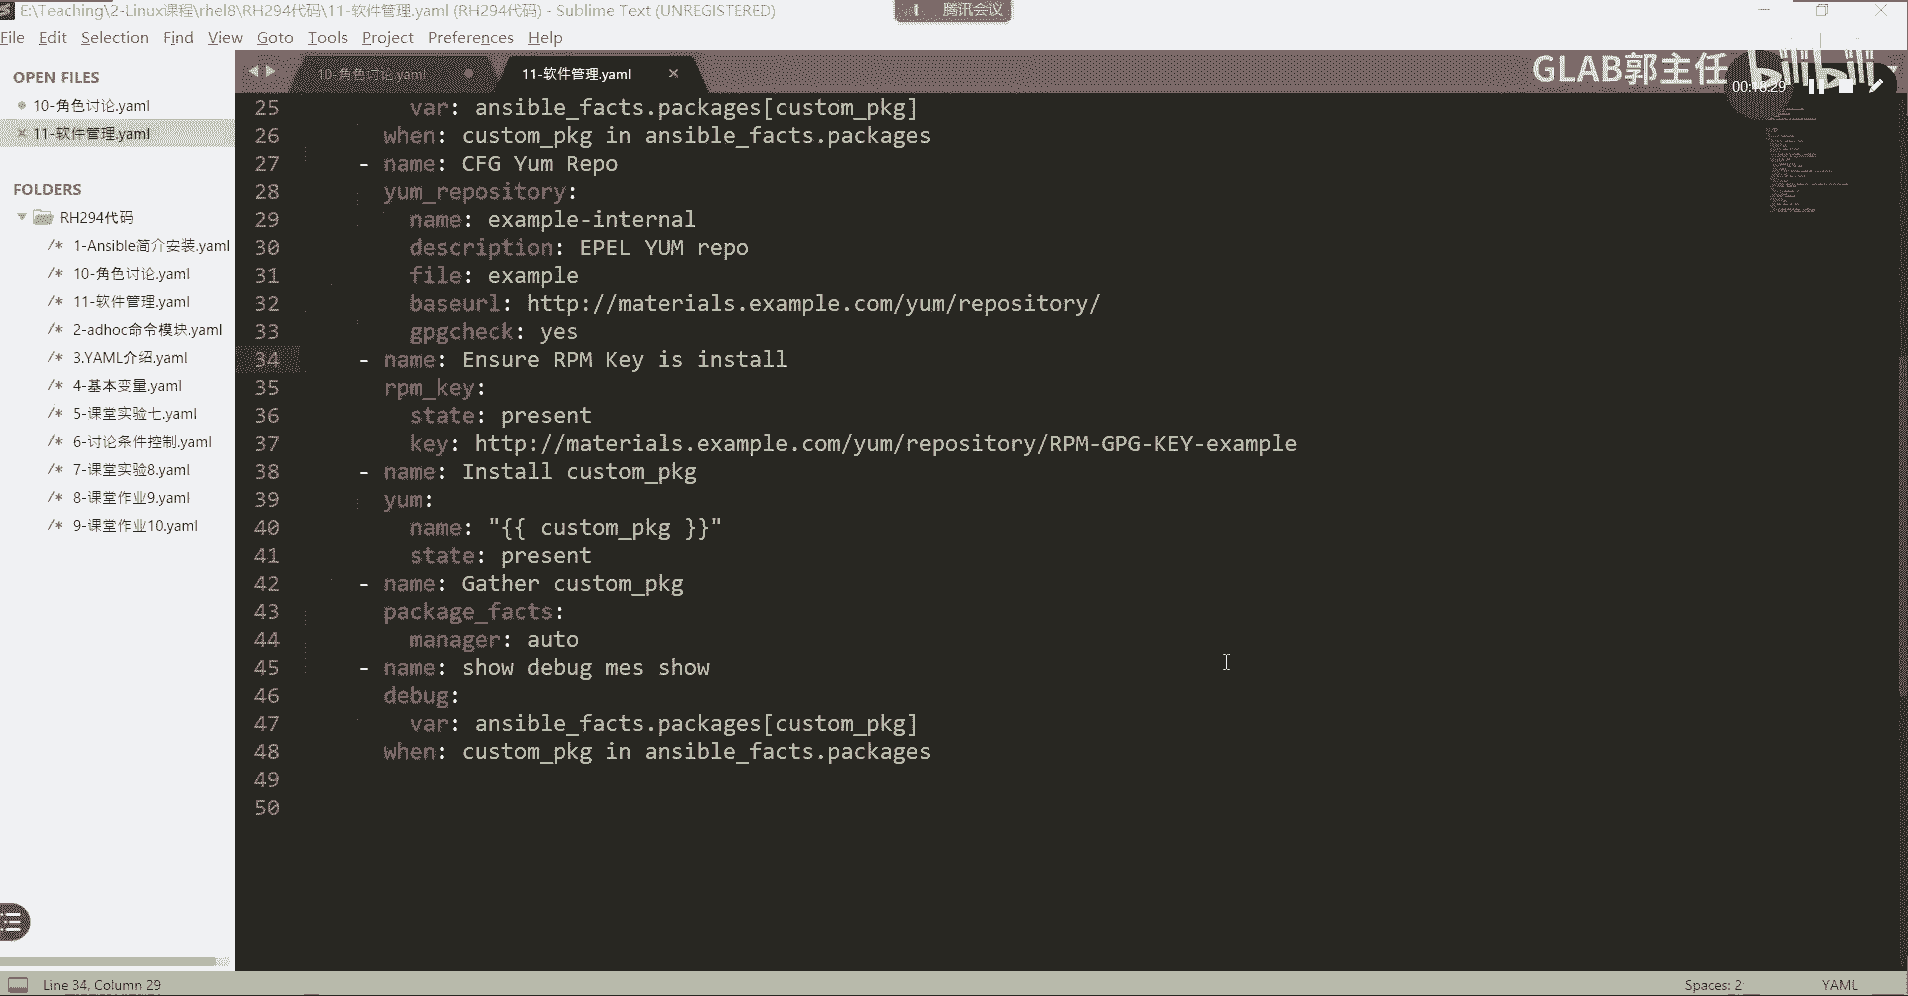 E:\Teaching\2-Linux课程\rhel8\RH294代码\11-软件管理.yaml (RH294代码) - Sublime Text (UNREGISTERED)
腾讯会议
File Edit Selection Find View Goto Tools Project Preferences Help
OPEN FILES
10-角色讨论.yaml
11-软件管理.yaml
FOLDERS
RH294代码
/* 1-Ansible简介安装.yaml
/* 10-角色讨论.yaml
/* 11-软件管理.yaml
/* 2-adhoc命令模块.yaml
/* 3.YAML介绍.yaml
/* 4-基本变量.yaml
/* 5-课堂实验七.yaml
/* 6-讨论条件控制.yaml
/* 7-课堂实验8.yaml
/* 8-课堂作业9.yaml
/* 9-课堂作业10.yaml
10-角色讨论.yaml
11-软件管理.yaml
GLAB郭主任 bilibili
25 var: ansible_facts.packages[custom_pkg]
26 when: custom_pkg in ansible_facts.packages
27 - name: CFG Yum Repo
28 yum_repository:
29 name: example-internal
30 description: EPEL YUM repo
31 file: example
32 baseurl: http://materials.example.com/yum/repository/
33 gpgcheck: yes
34 - name: Ensure RPM Key is install
35 rpm_key:
36 state: present
37 key: http://materials.example.com/yum/repository/RPM-GPG-KEY-example
38 - name: Install custom_pkg
39 yum:
40 name: "{{ custom_pkg }}"
41 state: present
42 - name: Gather custom_pkg
43 package_facts:
44 manager: auto
45 - name: show debug mes show
46 debug:
47 var: ansible_facts.packages[custom_pkg]
48 when: custom_pkg in ansible_facts.packages
49
50
Line 34, Column 29
Spaces: 2
YAML